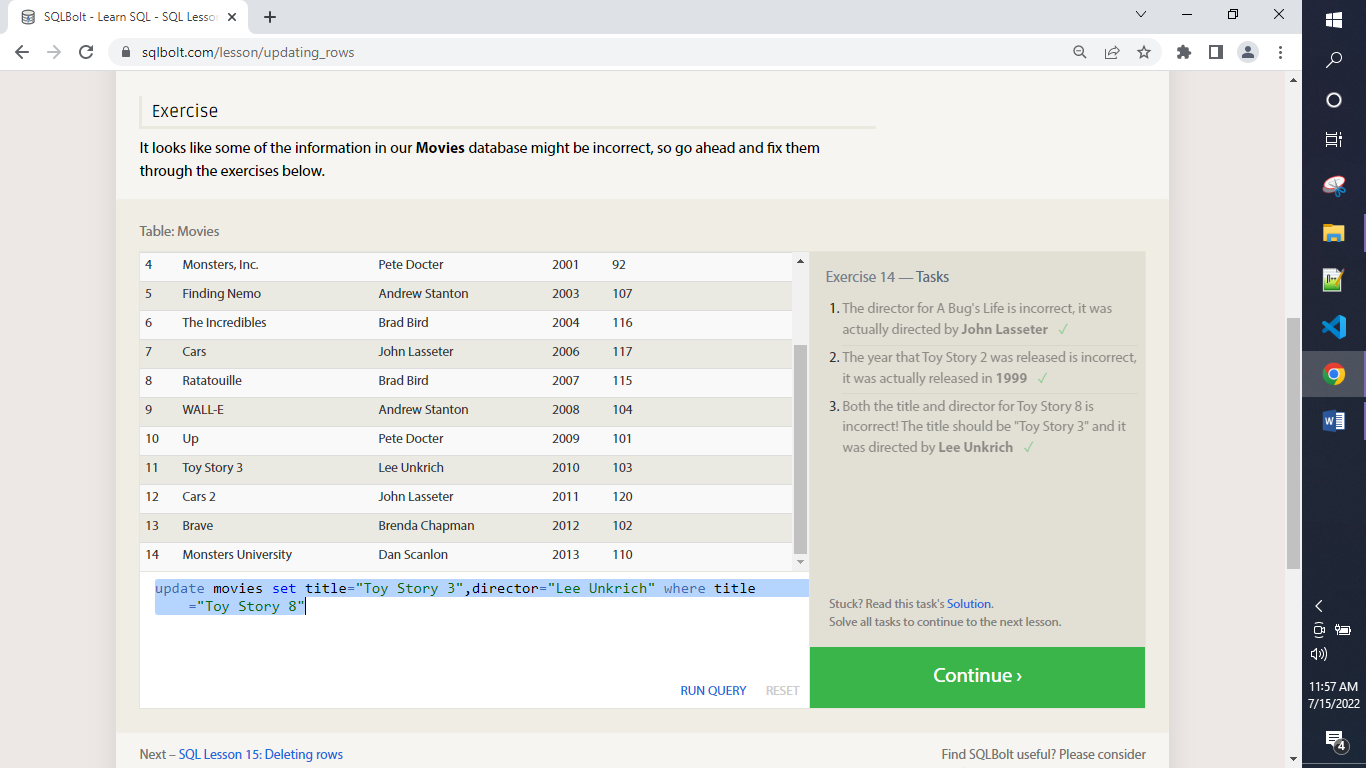 SQLBolt - Learn SQL - SQL Lesson
sqlbolt.com/lesson/updating_rows
Exercise
It looks like some of the information in our Movies database might be incorrect, so go ahead and fix them
through the exercises below.
Table: Movies
4 Monsters, Inc. Pete Docter 2001 92
5 Finding Nemo Andrew Stanton 2003 107
6 The Incredibles Brad Bird 2004 116
7 Cars John Lasseter 2006 117
8 Ratatouille Brad Bird 2007 115
9 WALL-E Andrew Stanton 2008 104
10 Up Pete Docter 2009 101
11 Toy Story 3 Lee Unkrich 2010 103
12 Cars 2 John Lasseter 2011 120
13 Brave Brenda Chapman 2012 102
14 Monsters University Dan Scanlon 2013 110
update movies set title="Toy Story 3",director="Lee Unkrich" where title
="Toy Story 8"
RUN QUERY RESET
Exercise 14 — Tasks
1. The director for A Bug's Life is incorrect, it was
actually directed by John Lasseter ✓
2. The year that Toy Story 2 was released is incorrect,
it was actually released in 1999 ✓
3. Both the title and director for Toy Story 8 is
incorrect! The title should be "Toy Story 3" and it
was directed by Lee Unkrich ✓
Stuck? Read this task's Solution.
Solve all tasks to continue to the next lesson.
Continue ›
Next – SQL Lesson 15: Deleting rows
Find SQLBolt useful? Please consider
11:57 AM
7/15/2022
4